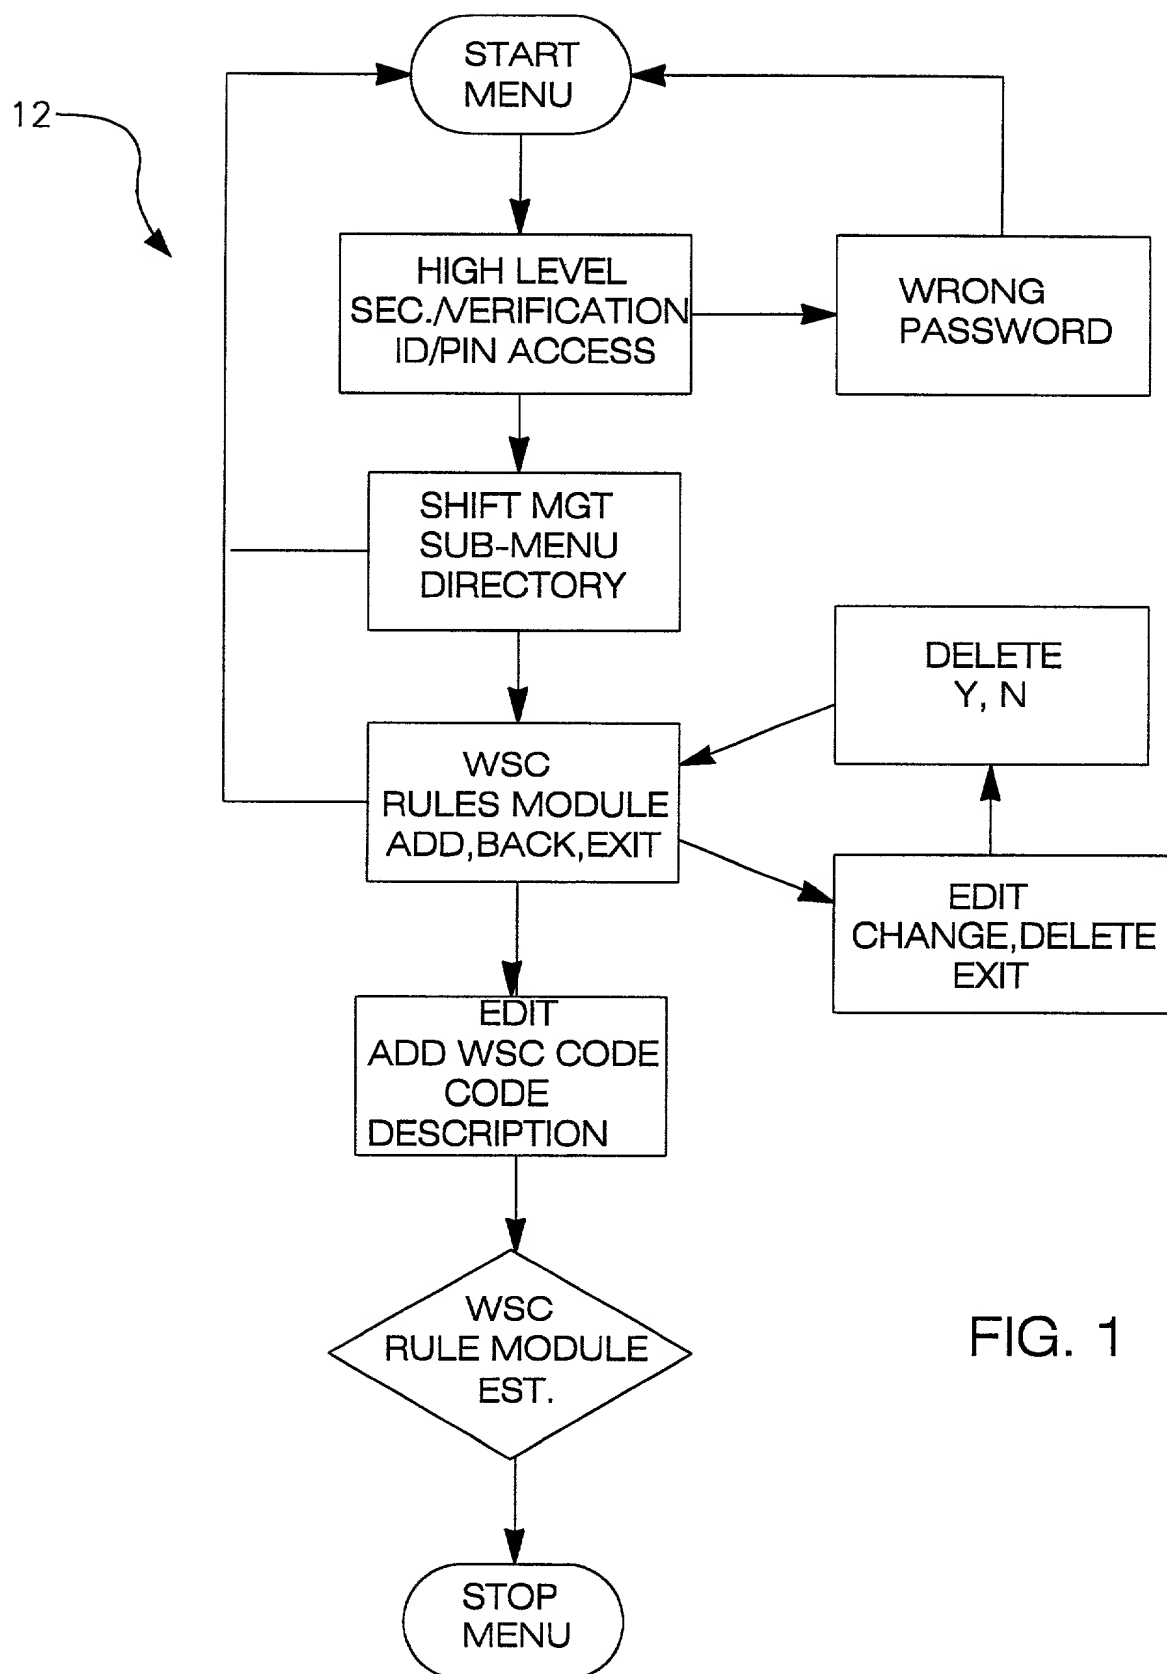 START
MENU
12
HIGH LEVEL
SEC./VERIFICATION
ID/PIN ACCESS
WRONG
PASSWORD
SHIFT MGT
SUB-MENU
DIRECTORY
DELETE
Y, N
WSC
RULES MODULE
ADD,BACK,EXIT
EDIT
CHANGE,DELETE
EXIT
EDIT
ADD WSC CODE
CODE
DESCRIPTION
WSC
RULE MODULE
EST.
FIG. 1
STOP
MENU